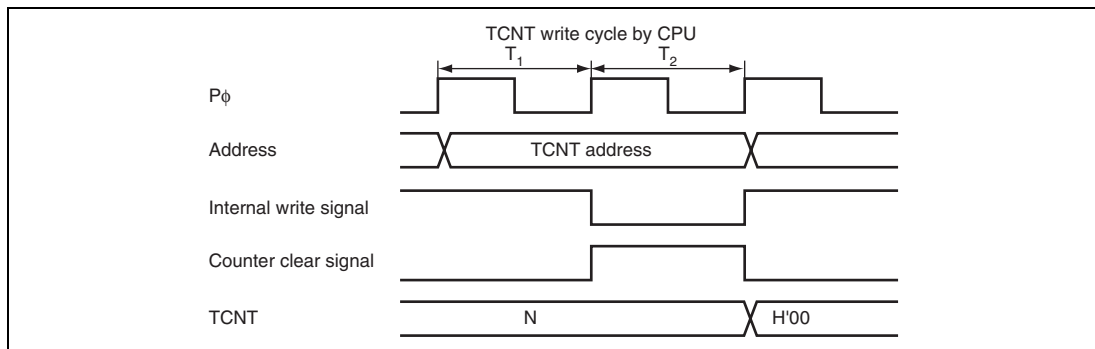 TCNT write cycle by CPU
T1 T2
Pϕ
Address TCNT address
Internal write signal
Counter clear signal
TCNT N H'00